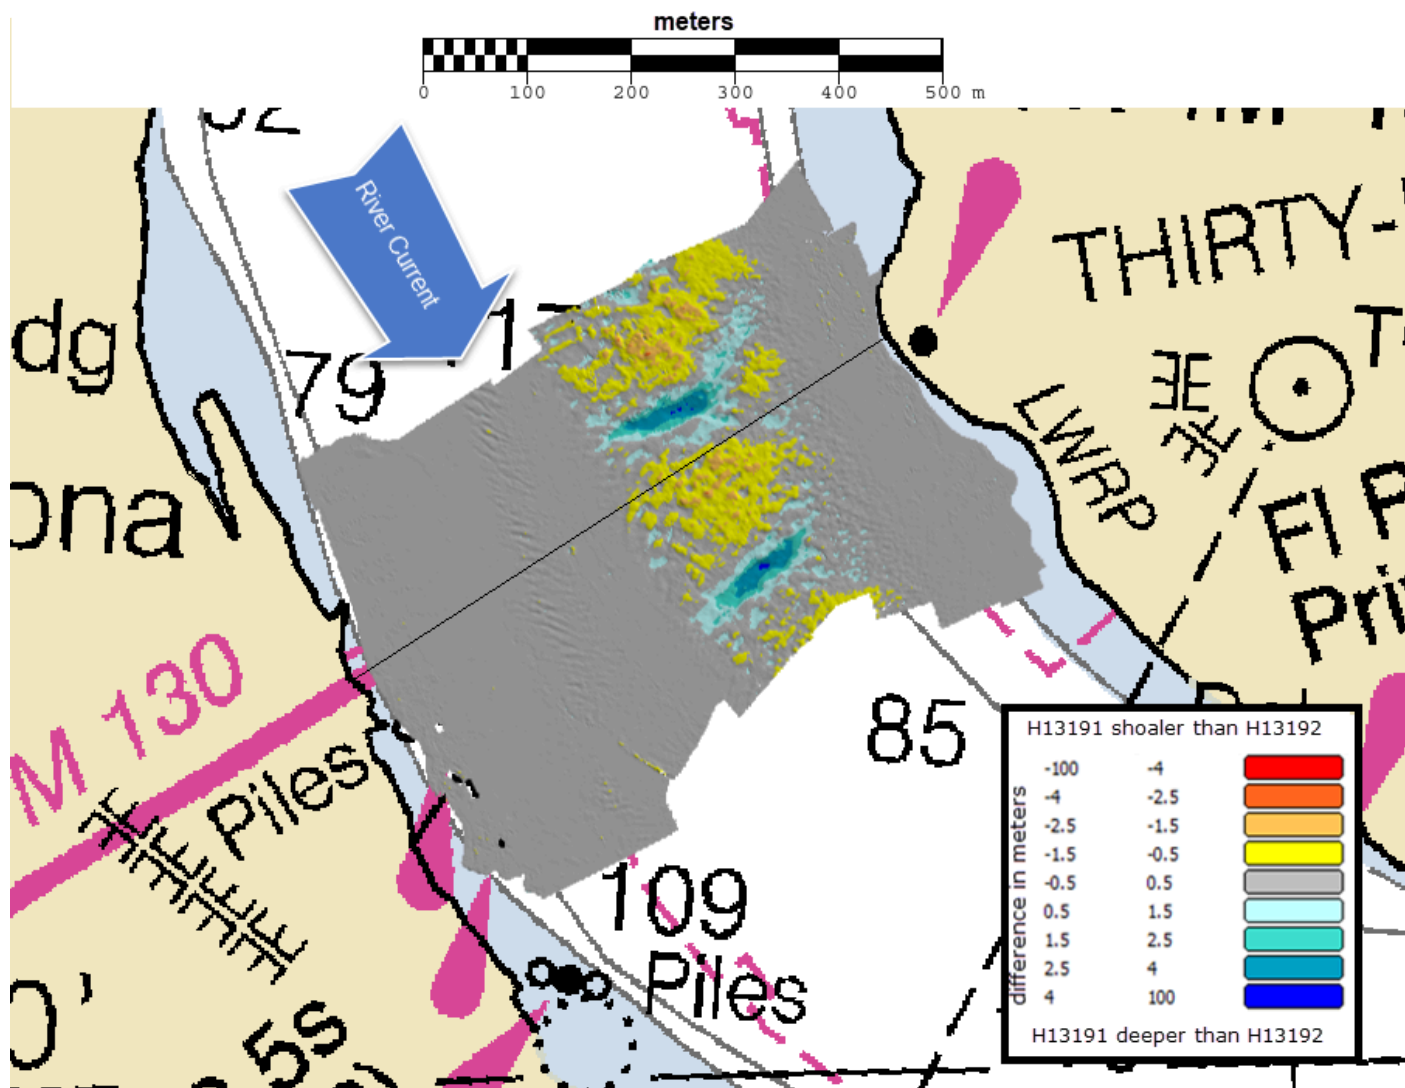 meters
0 100 200 300 400 500 m
River Current
79
THIRTY-
dg
ona
LWRP
Fl P
Pri
M 130
Piles
85
109
Piles
0'
5s
H13191 shoaler than H13192
difference in meters
-100 -4
-4 -2.5
-2.5 -1.5
-1.5 -0.5
-0.5 0.5
0.5 1.5
1.5 2.5
2.5 4
4 100
H13191 deeper than H13192